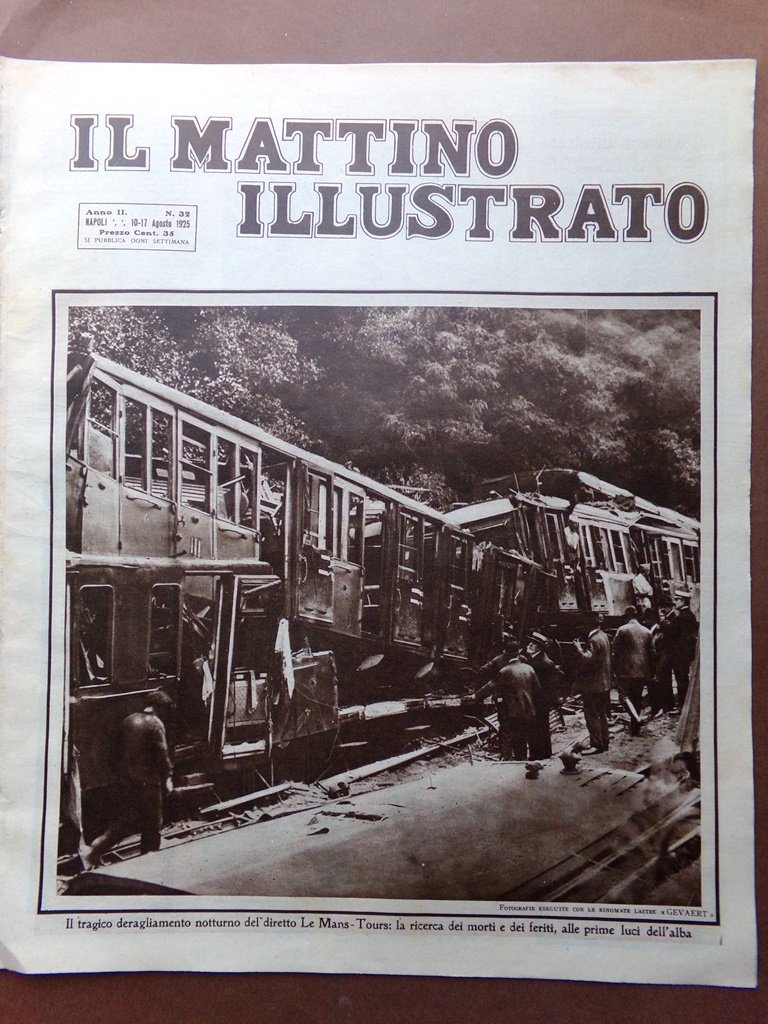 IL MATTINO
ILLUSTRATO
Anno II. N. 32
NAPOLI ∴ ∴ 10-17 Agosto 1925
Prezzo Cent. 35
SI PUBBLICA OGNI SETTIMANA
III
FOTOGRAFIE ESEGUITE CON LE RINOMATE LASTRE « GEVAERT »
Il tragico deragliamento notturno del diretto Le Mans-Tours: la ricerca dei morti e dei feriti, alle prime luci dell'alba